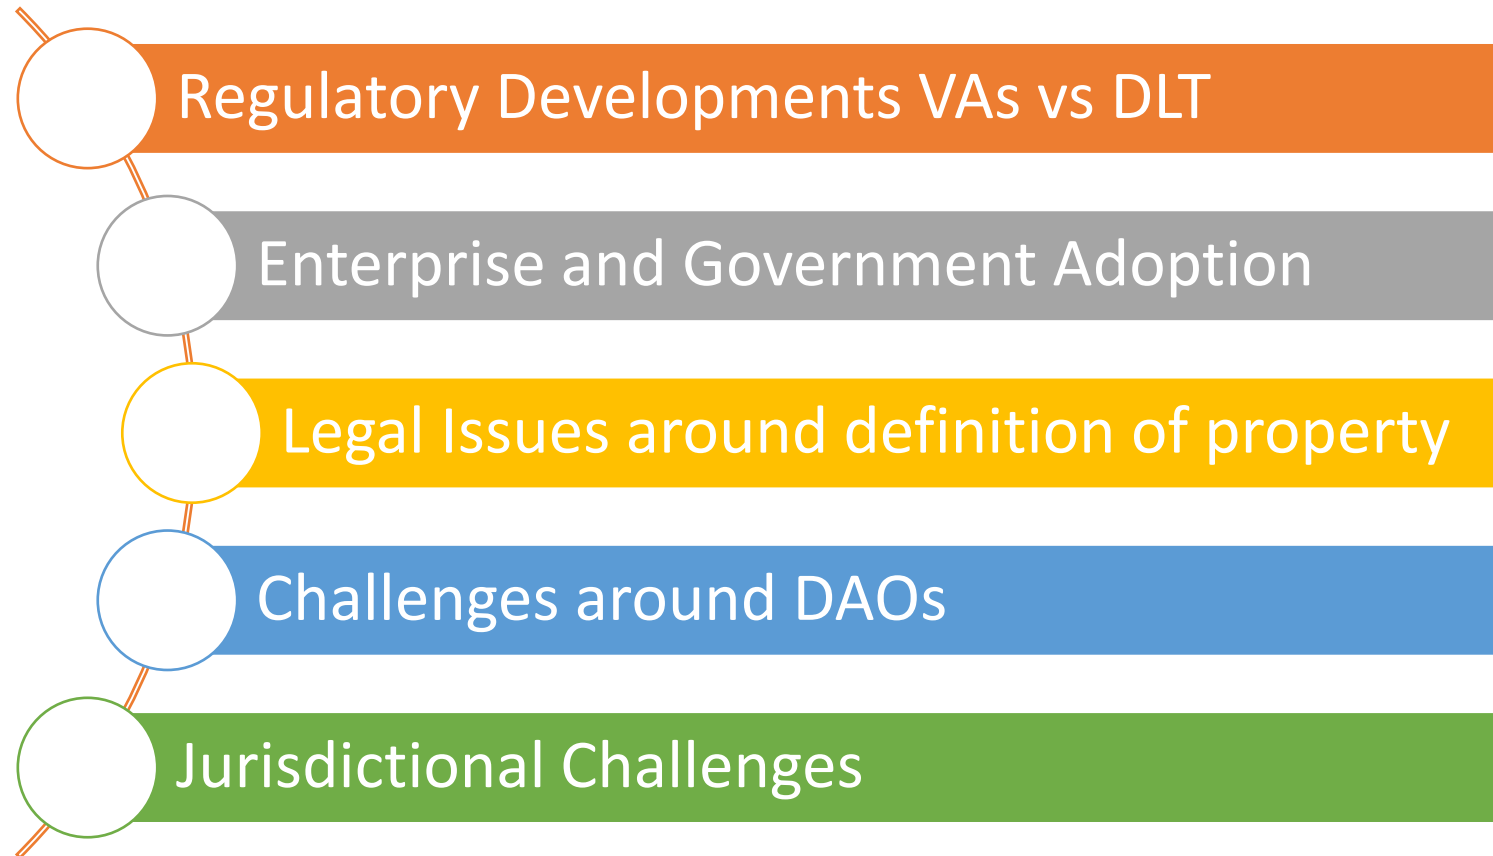 Regulatory Developments VAs vs DLT
Enterprise and Government Adoption
Legal Issues around definition of property
Challenges around DAOs
Jurisdictional Challenges